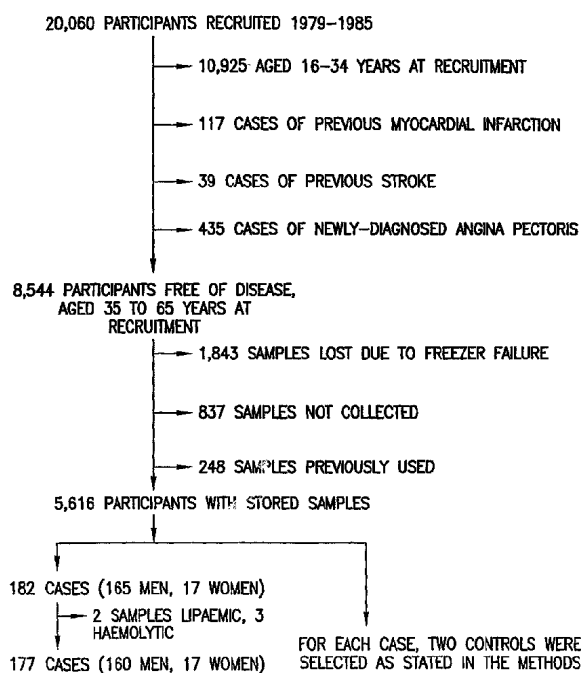 20,060 PARTICIPANTS RECRUITED 1979-1985
10,925 AGED 16-34 YEARS AT RECRUITMENT
117 CASES OF PREVIOUS MYOCARDIAL INFARCTION
39 CASES OF PREVIOUS STROKE
435 CASES OF NEWLY-DIAGNOSED ANGINA PECTORIS
8,544 PARTICIPANTS FREE OF DISEASE,
AGED 35 TO 65 YEARS AT
RECRUITMENT
1,843 SAMPLES LOST DUE TO FREEZER FAILURE
837 SAMPLES NOT COLLECTED
248 SAMPLES PREVIOUSLY USED
5,616 PARTICIPANTS WITH STORED SAMPLES
182 CASES (165 MEN, 17 WOMEN)
2 SAMPLES LIPAEMIC, 3
HAEMOLYTIC
177 CASES (160 MEN, 17 WOMEN)
FOR EACH CASE, TWO CONTROLS WERE
SELECTED AS STATED IN THE METHODS